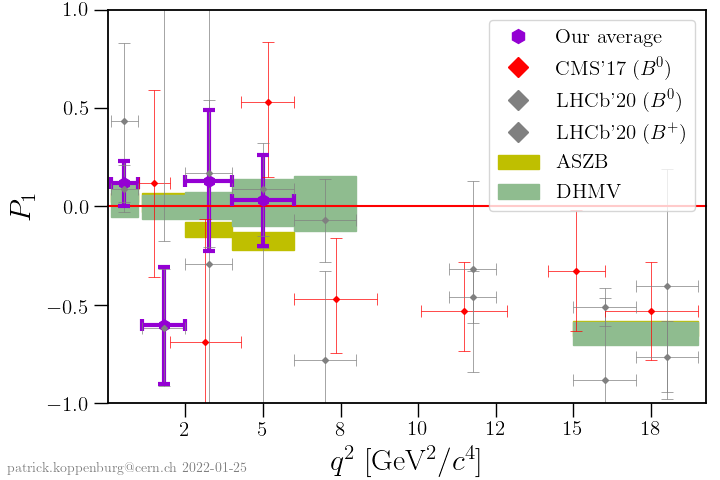 1.0
0.5
0.0
−0.5
−1.0
P₁
2
5
8
10
12
15
18
q² [GeV²/c⁴]
Our average
CMS'17 (B⁰)
LHCb'20 (B⁰)
LHCb'20 (B⁺)
ASZB
DHMV
patrick.koppenburg@cern.ch 2022-01-25